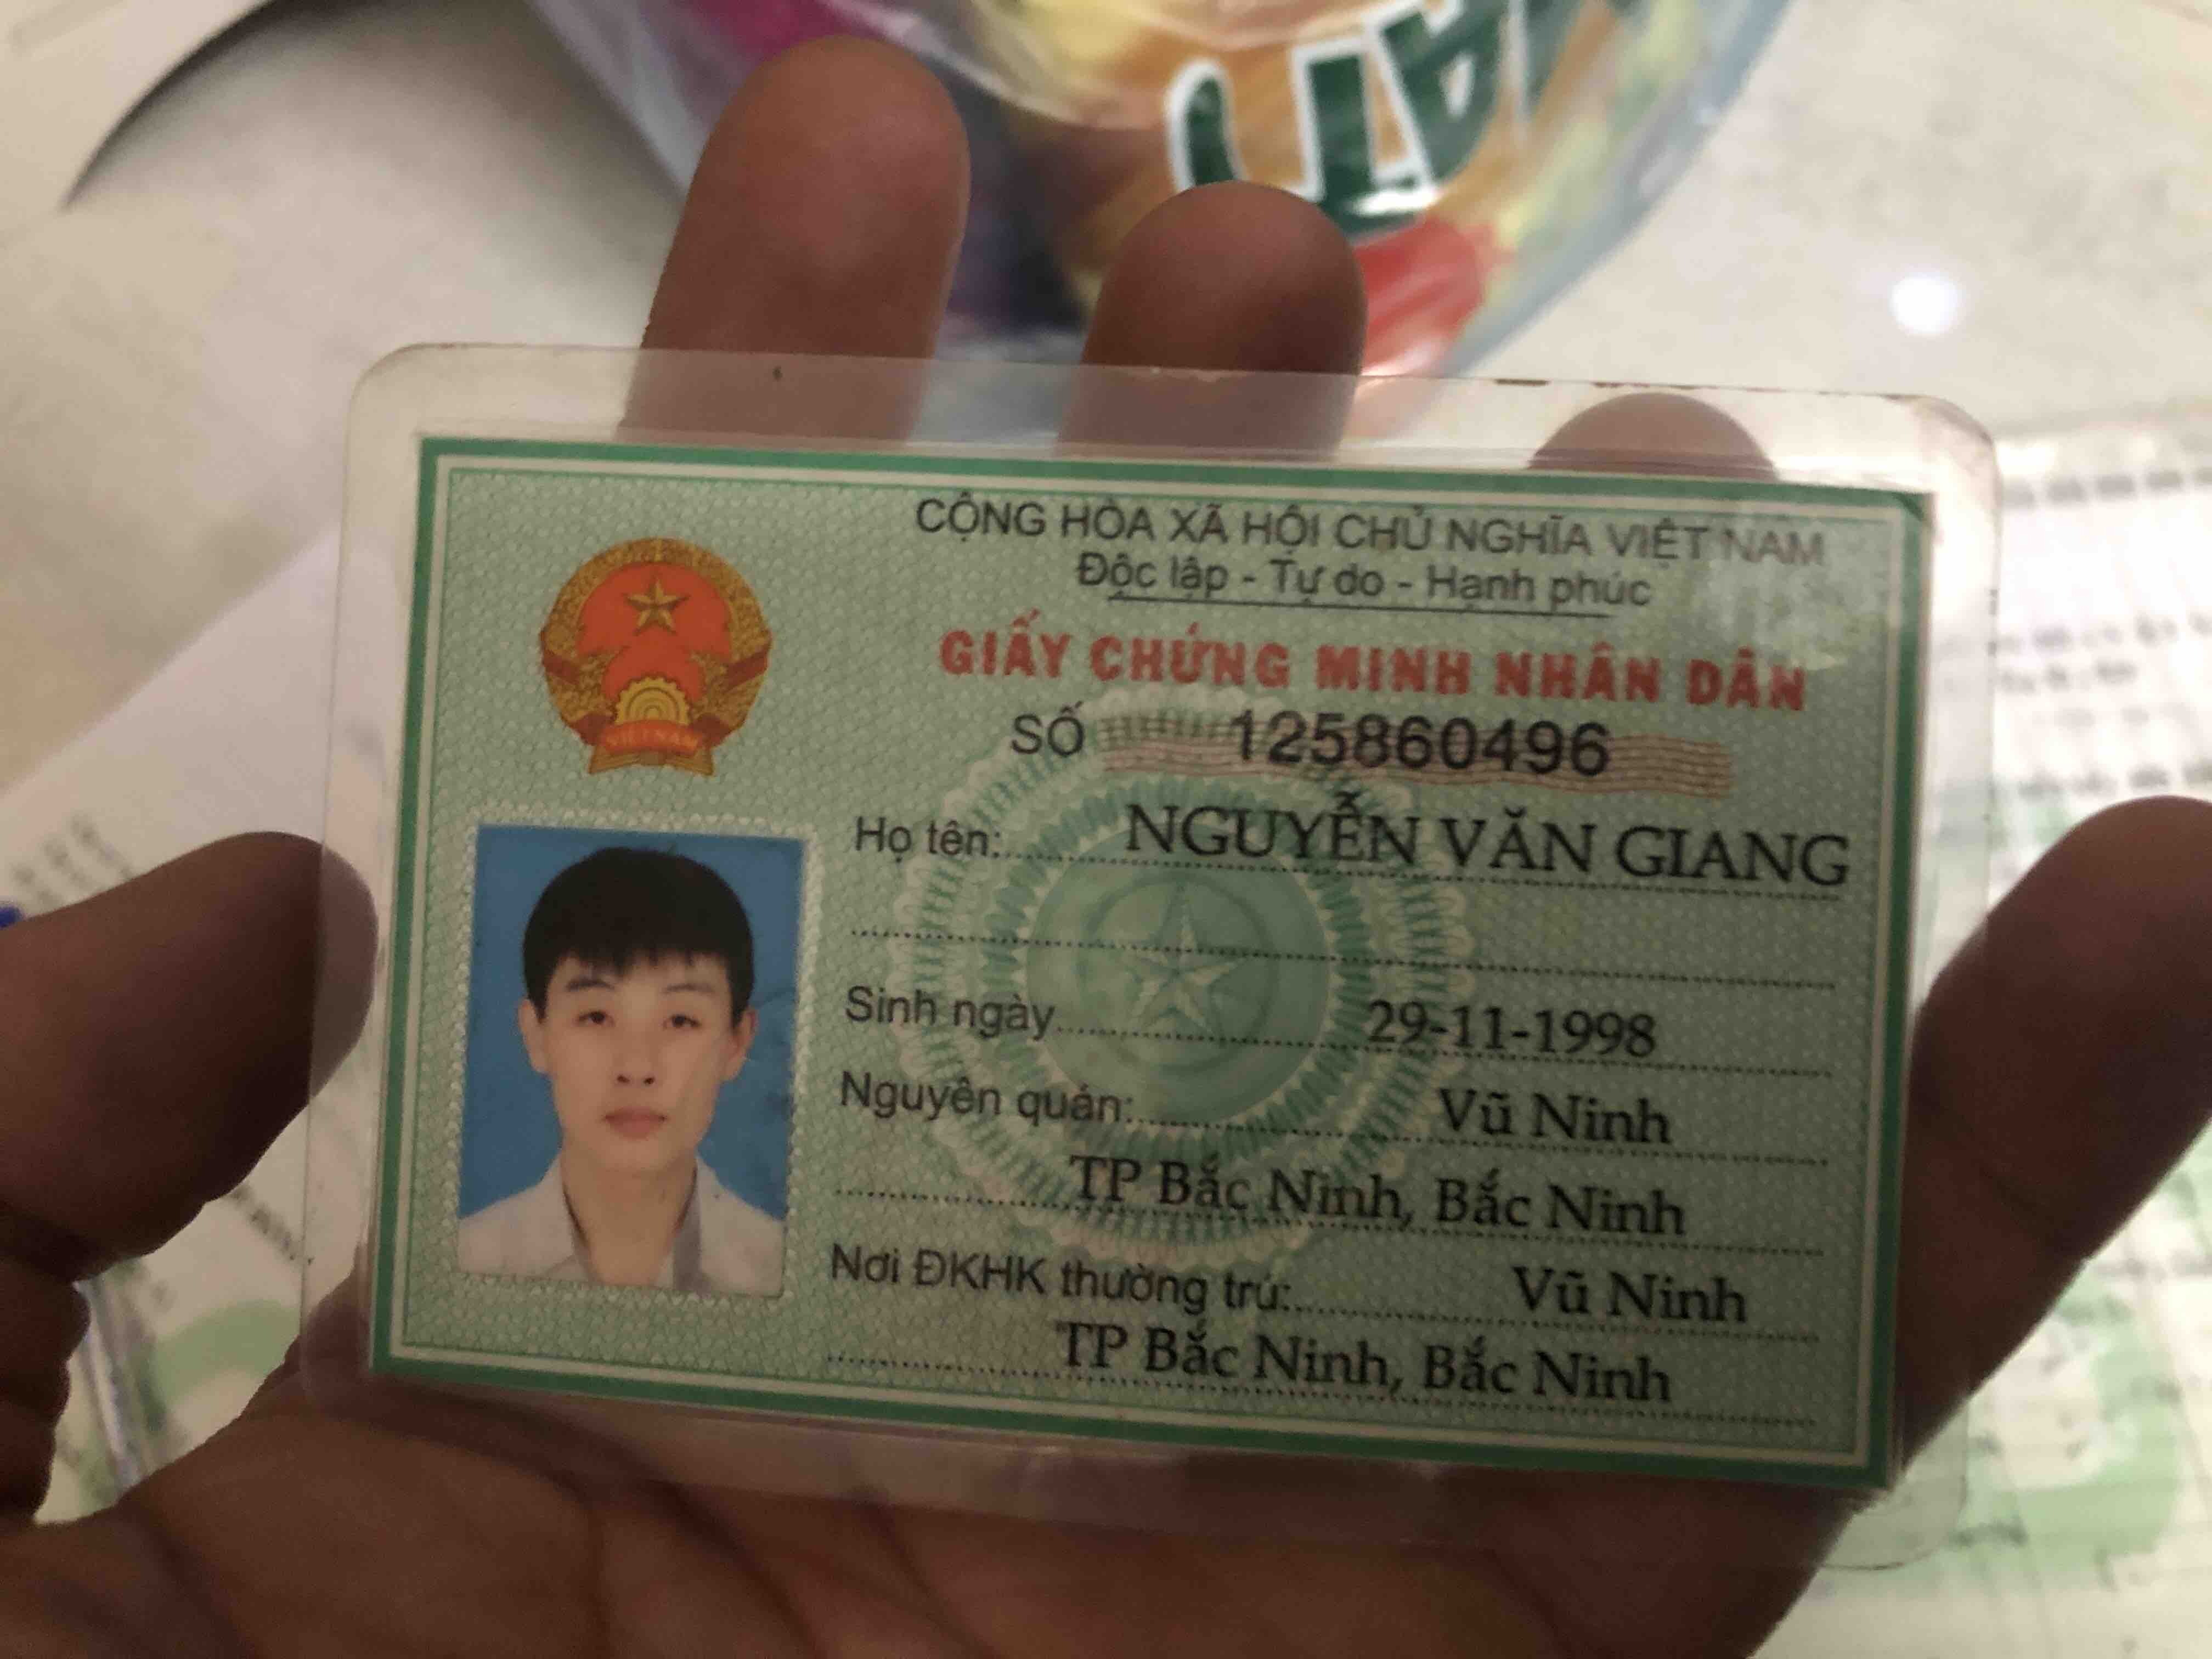 CỘNG HÒA XÃ HỘI CHỦ NGHĨA VIỆT NAM
Độc lập - Tự do - Hạnh phúc
GIẤY CHỨNG MINH NHÂN DÂN
SỐ 125860496
Họ tên: NGUYỄN VĂN GIANG
Sinh ngày 29-11-1998
Nguyên quán: Vũ Ninh
TP Bắc Ninh, Bắc Ninh
Nơi ĐKHK thường trú: Vũ Ninh
TP Bắc Ninh, Bắc Ninh
VIỆT NAM